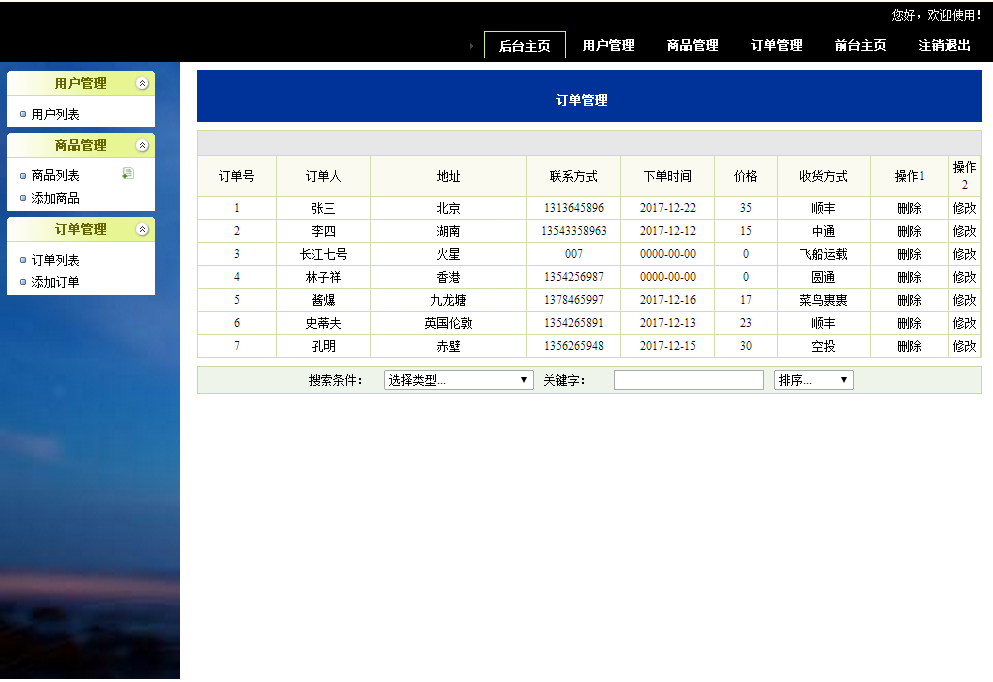 您好，欢迎使用！
后台主页 用户管理 商品管理 订单管理 前台主页 注销退出
用户管理
用户列表
商品管理
商品列表
添加商品
订单管理
订单列表
添加订单
订单管理
订单号 订单人 地址 联系方式 下单时间 价格 收货方式 操作1 操作2
1 张三 北京 1313645896 2017-12-22 35 顺丰 删除 修改
2 李四 湖南 13543358963 2017-12-12 15 中通 删除 修改
3 长江七号 火星 007 0000-00-00 0 飞船运载 删除 修改
4 林子祥 香港 1354256987 0000-00-00 0 圆通 删除 修改
5 酱爆 九龙塘 1378465997 2017-12-16 17 菜鸟裹裹 删除 修改
6 史蒂夫 英国伦敦 1354265891 2017-12-13 23 顺丰 删除 修改
7 孔明 赤壁 1356265948 2017-12-15 30 空投 删除 修改
搜索条件： 选择类型... 关键字： 排序...